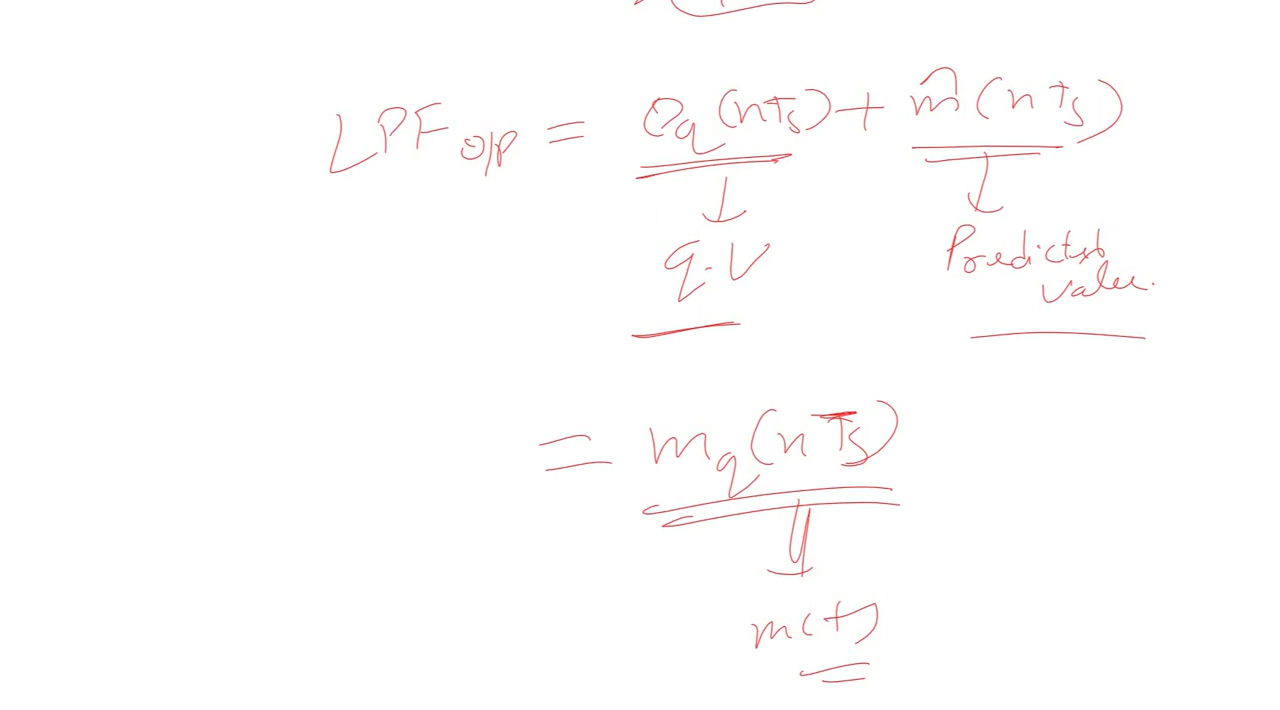 LPF o/p = eq(nTs) + m̂(nTs)
q.V
Predicted
value.
= mq(nTs)
m(t)